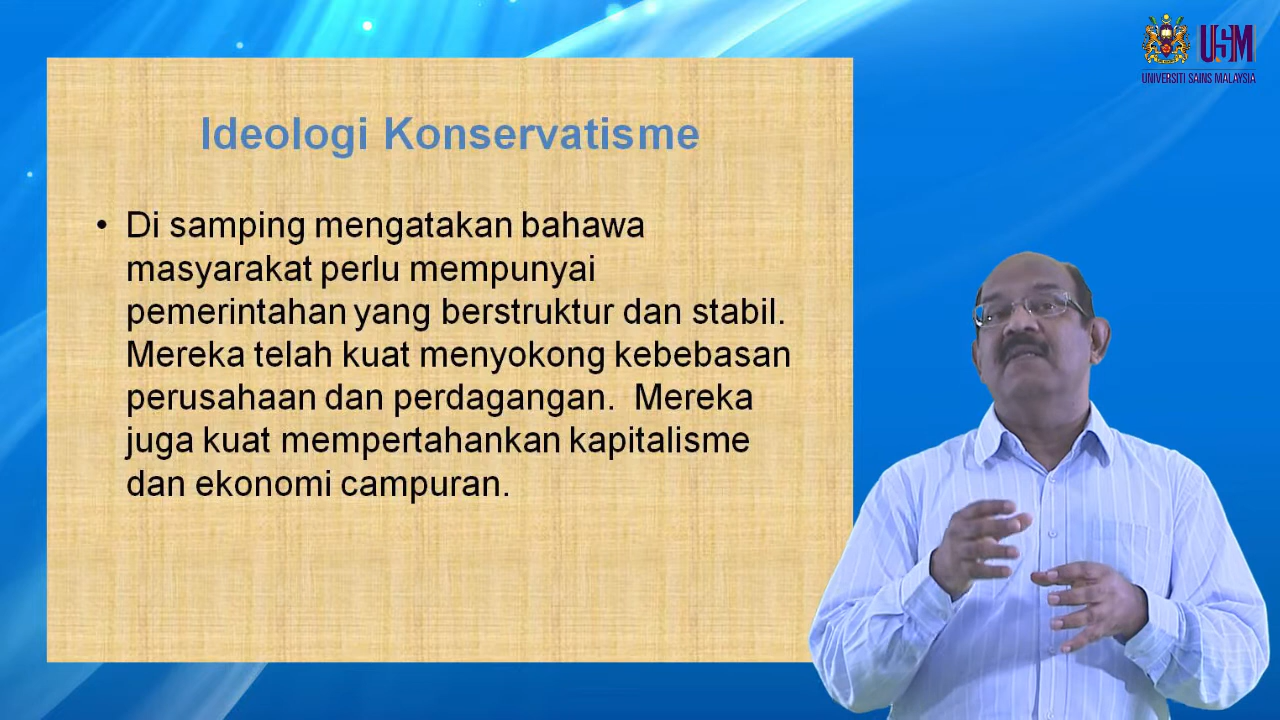 USM
UNIVERSITI SAINS MALAYSIA
Ideologi Konservatisme
• Di samping mengatakan bahawa
masyarakat perlu mempunyai
pemerintahan yang berstruktur dan stabil.
Mereka telah kuat menyokong kebebasan
perusahaan dan perdagangan.  Mereka
juga kuat mempertahankan kapitalisme
dan ekonomi campuran.